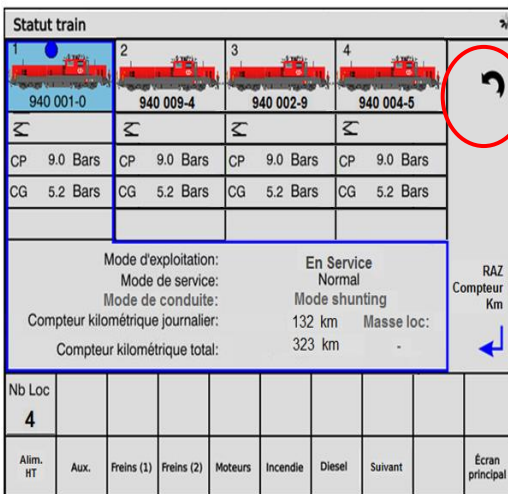 Statut train
1 2 3 4
940 001-0 940 009-4 940 002-9 940 004-5
CP 9.0 Bars CP 9.0 Bars CP 9.0 Bars CP 9.0 Bars
CG 5.2 Bars CG 5.2 Bars CG 5.2 Bars CG 5.2 Bars
Mode d'exploitation: En Service
Mode de service: Normal
Mode de conduite: Mode shunting
Compteur kilométrique journalier: 132 km Masse loc:
Compteur kilométrique total: 323 km -
RAZ
Compteur
Km
Nb Loc
4
Alim.
HT
Aux.
Freins (1)
Freins (2)
Moteurs
Incendie
Diesel
Suivant
Écran
principal